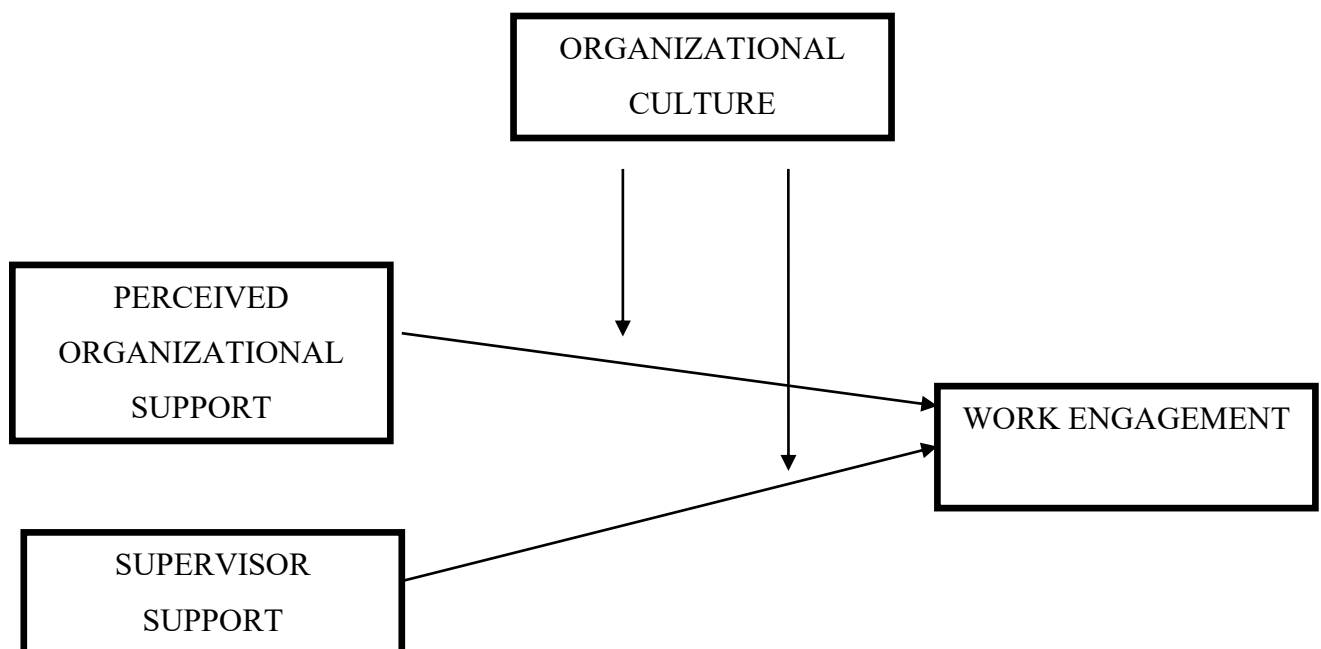 ORGANIZATIONAL
CULTURE
PERCEIVED
ORGANIZATIONAL
SUPPORT
WORK ENGAGEMENT
SUPERVISOR
SUPPORT